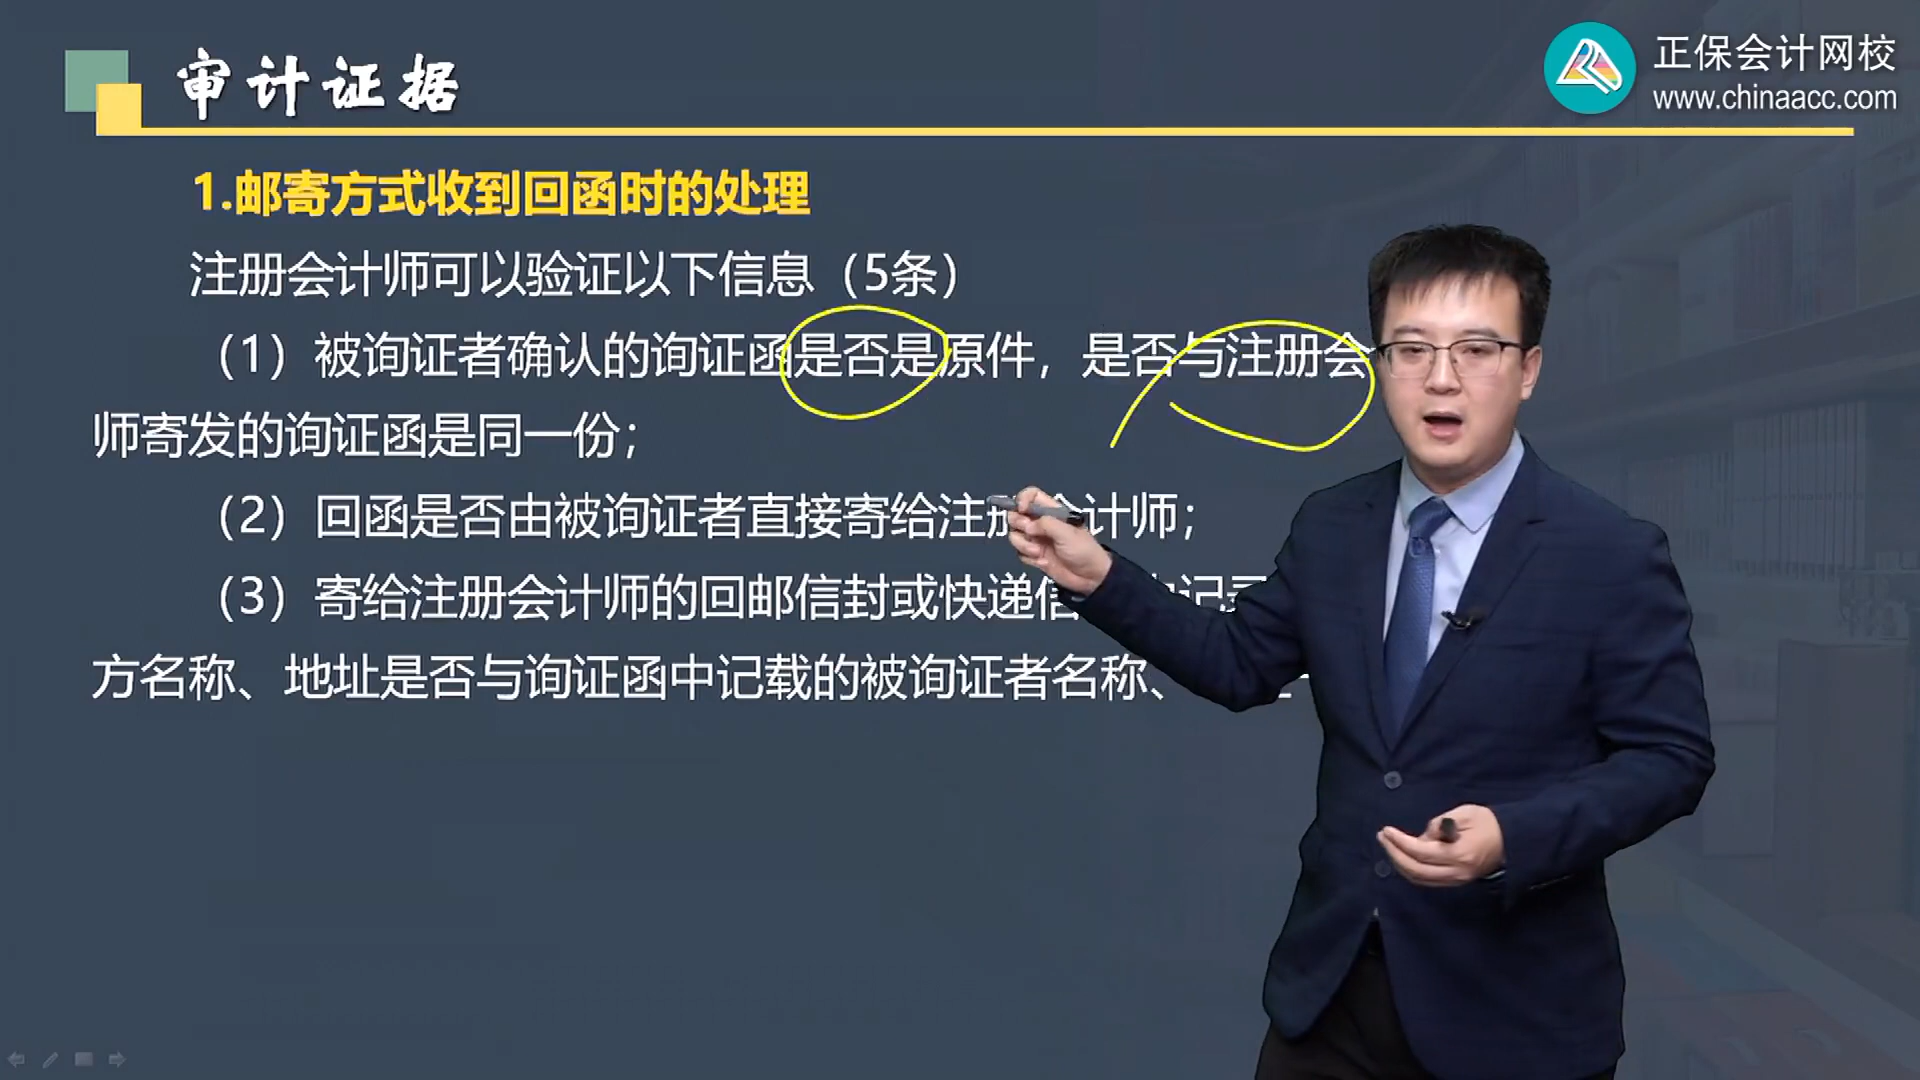 审计证据
正保会计网校
www.chinaacc.com
1.邮寄方式收到回函时的处理
注册会计师可以验证以下信息（5条）
（1）被询证者确认的询证函是否是原件，是否与注册会
师寄发的询证函是同一份；
（2）回函是否由被询证者直接寄给注册会计师；
（3）寄给注册会计师的回邮信封或快递信
方名称、地址是否与询证函中记载的被询证者名称、